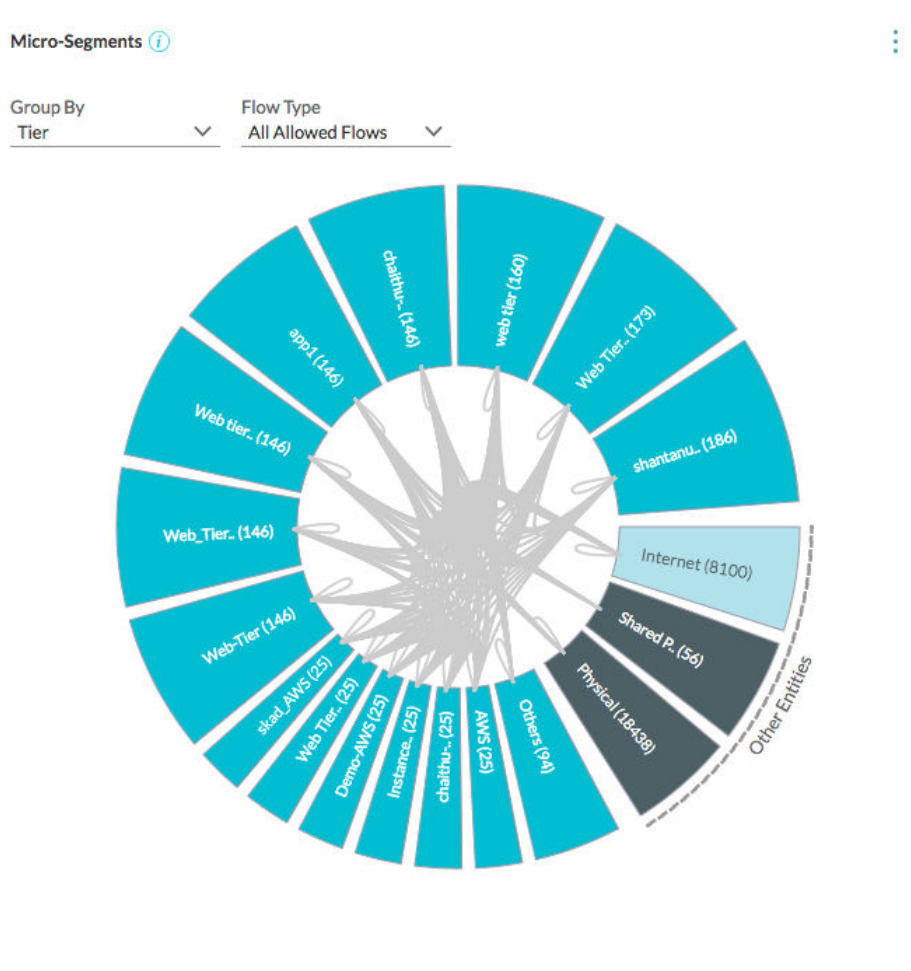 Micro-Segments i
Group By
Tier
Flow Type
All Allowed Flows
web tier (160)
Web Tier.. (173)
shantanu.. (186)
Internet (8100)
Shared P.. (56)
Physical (18438)
Other Entities
Others (94)
AWS (25)
chaithu-.. (25)
Instance.. (25)
Demo-AWS (25)
Web Tier.. (25)
skad_AWS (25)
Web-Tier (146)
Web_Tier.. (146)
Web tier.. (146)
app1 (146)
chaithu-.. (146)